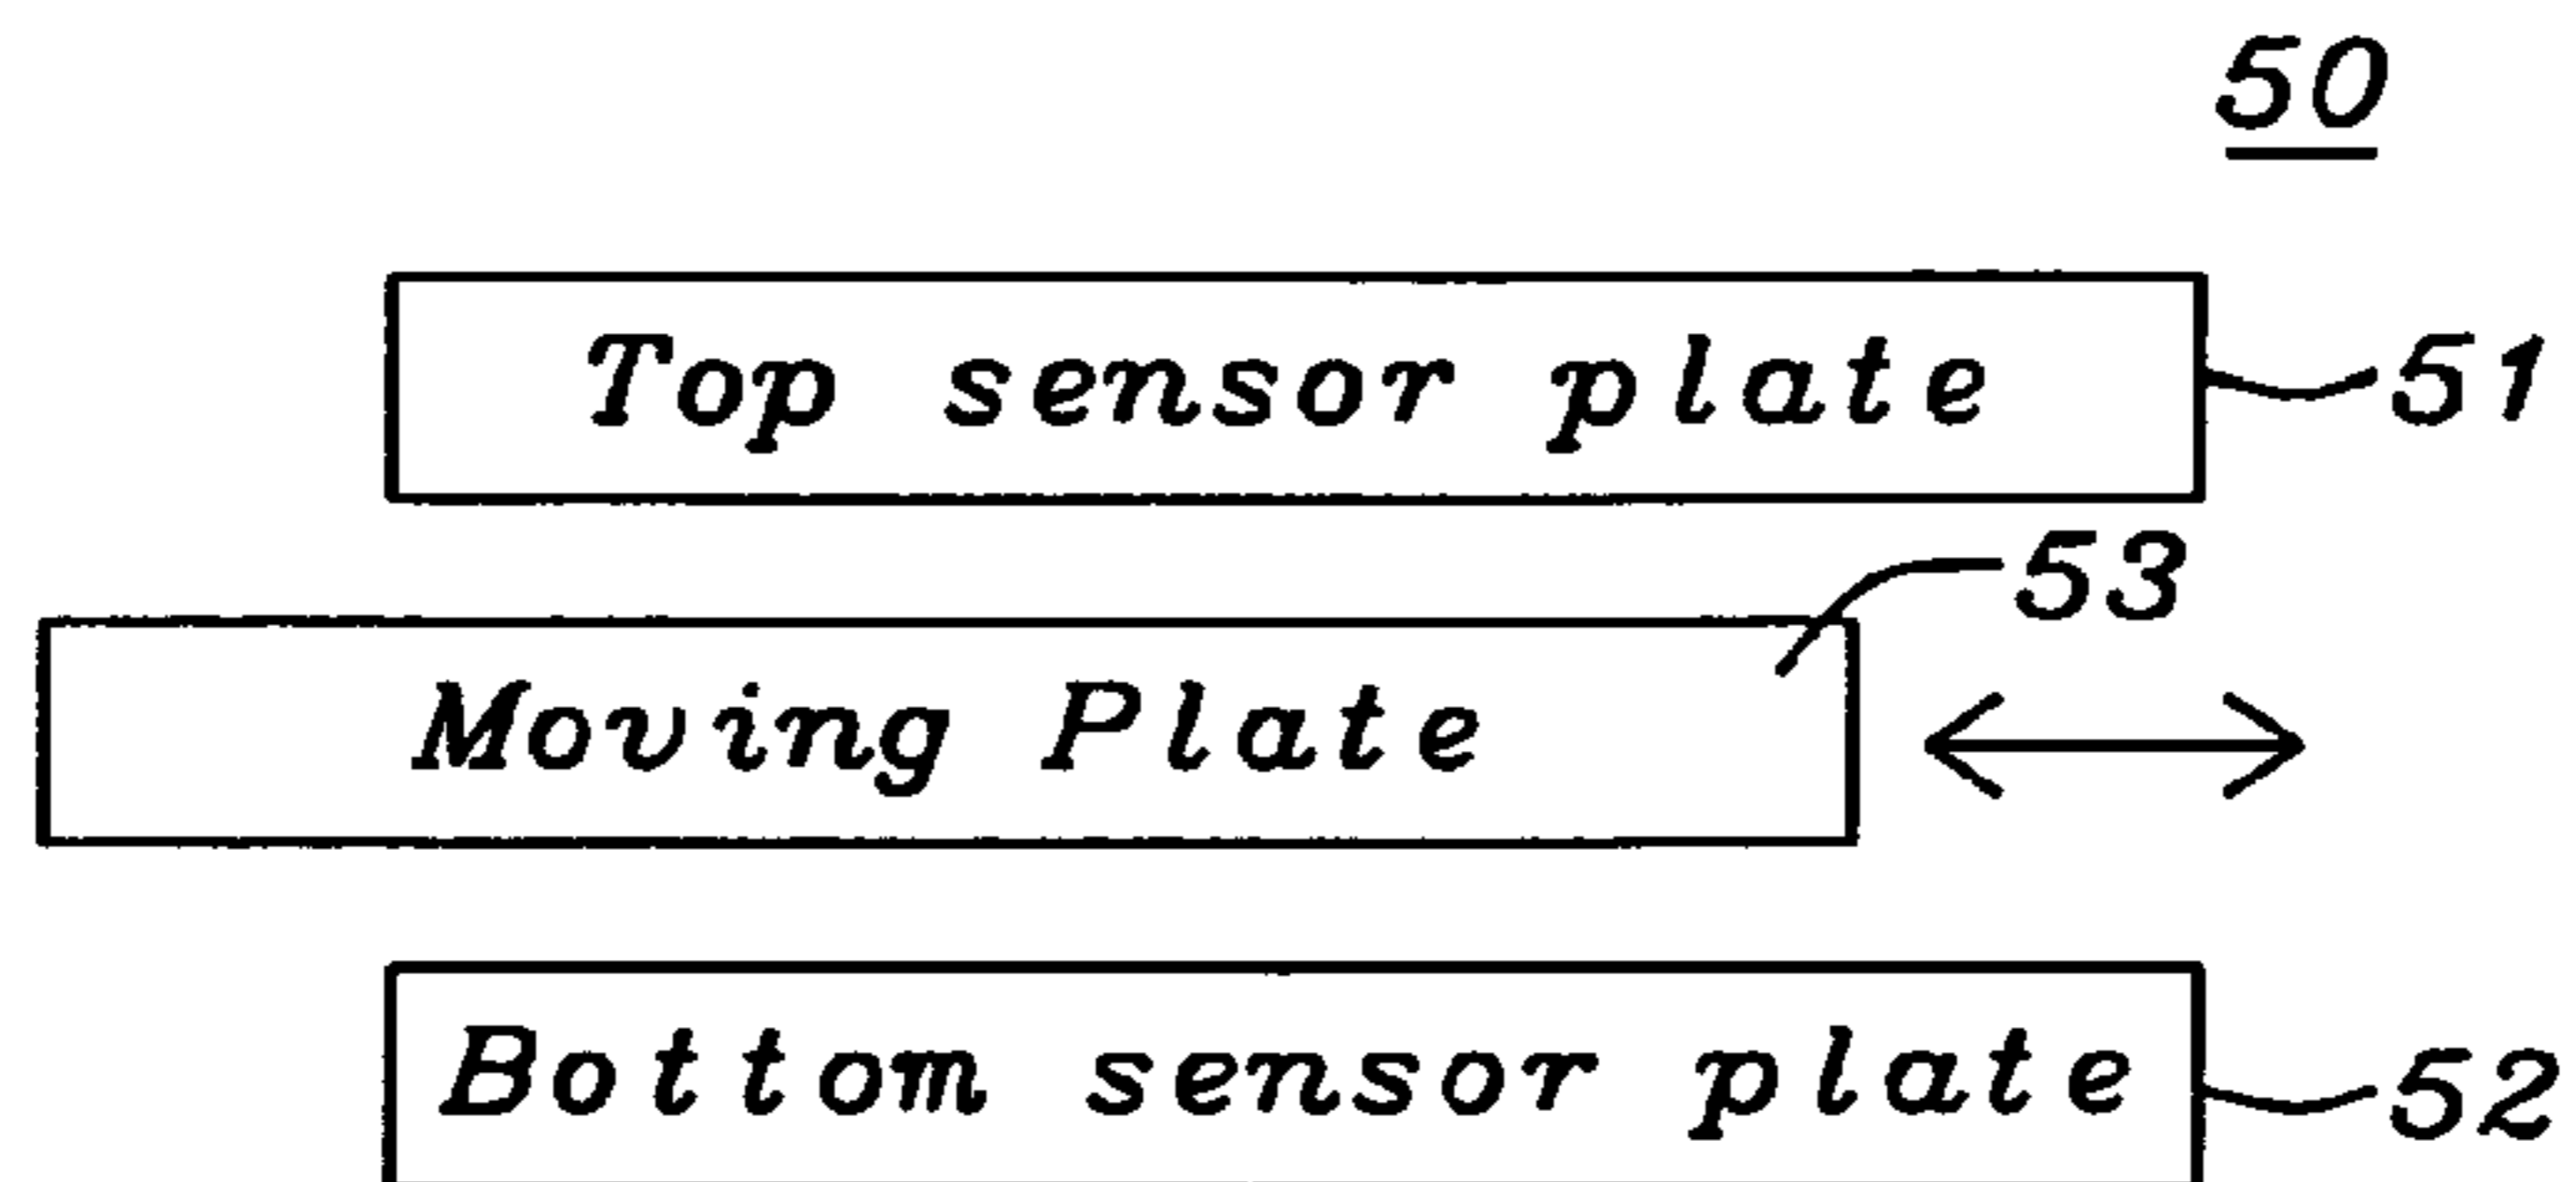 50
Top sensor plate 51
53
Moving Plate
Bottom sensor plate 52